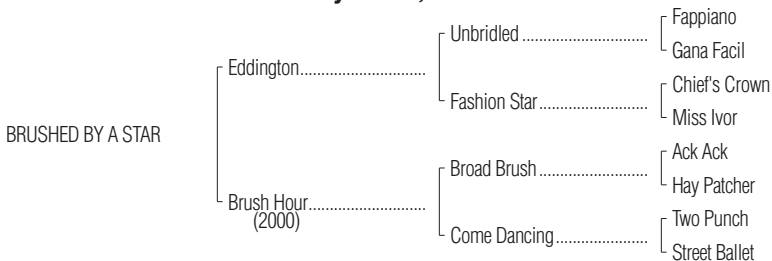 Fappiano
Unbridled
Gana Facil
Eddington
Chief's Crown
Fashion Star
Miss Ivor
BRUSHED BY A STAR
Ack Ack
Broad Brush
Hay Patcher
Brush Hour
(2000)
Two Punch
Come Dancing
Street Ballet